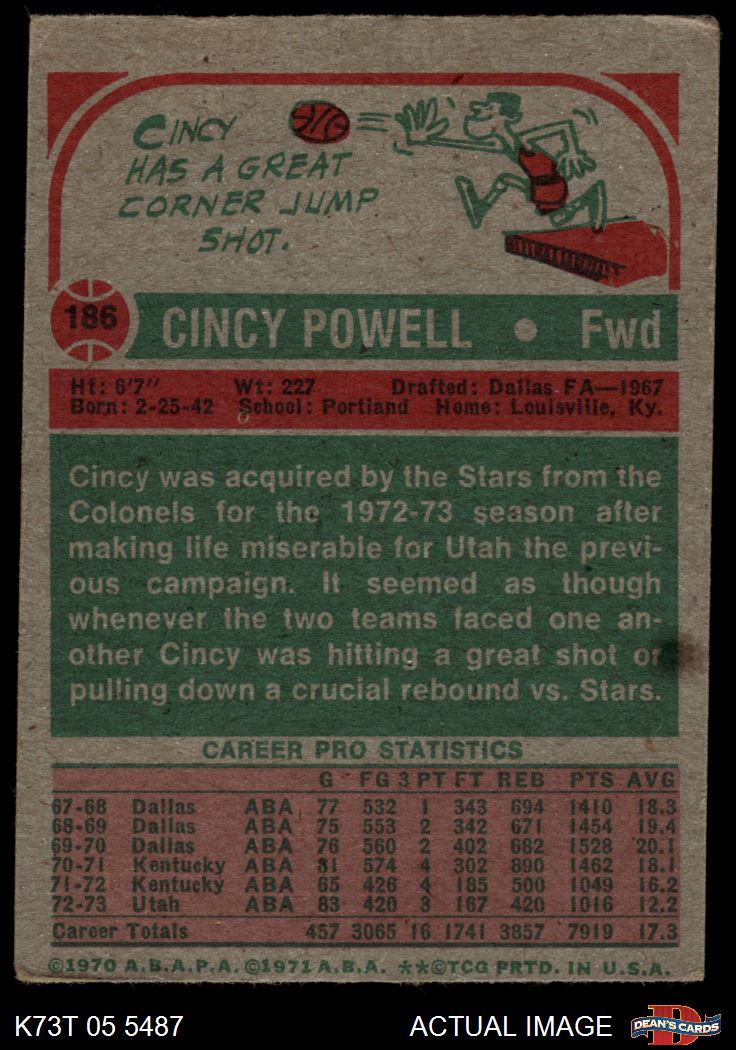 CINCY
HAS A GREAT
CORNER JUMP
SHOT.
186
CINCY POWELL • Fwd
Ht: 6'7" Wt: 227 Drafted: Dallas FA—1967
Born: 2-25-42 School: Portland Home: Louisville, Ky.
Cincy was acquired by the Stars from the
Colonels for the 1972-73 season after
making life miserable for Utah the previ-
ous campaign. It seemed as though
whenever the two teams faced one an-
other Cincy was hitting a great shot or
pulling down a crucial rebound vs. Stars.
CAREER PRO STATISTICS
G FG 3 PT FT REB PTS AVG
67-68 Dallas ABA 77 532 1 343 694 1410 18.3
68-69 Dallas ABA 75 553 2 342 671 1454 19.4
69-70 Dallas ABA 76 560 2 402 682 1528 20.1
70-71 Kentucky ABA 81 574 4 302 890 1462 18.1
71-72 Kentucky ABA 65 426 4 185 500 1049 16.2
72-73 Utah ABA 83 420 3 167 420 1016 12.2
Career Totals 457 3065 16 1741 3857 7919 17.3
©1970 A.B.A.P.A. ©1971 A.B.A. **©TCG PRTD. IN U.S.A.
K73T 05 5487 ACTUAL IMAGE DEAN'S CARDS